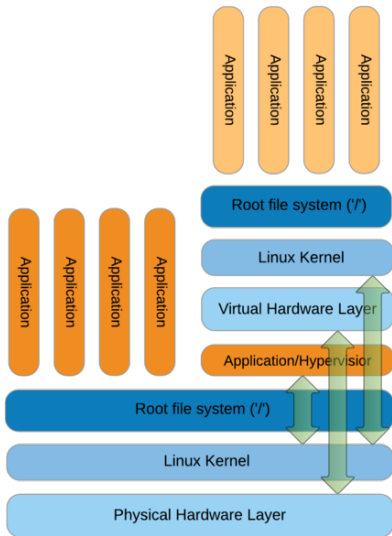 Application
Application
Application
Application
Root file system ('/')
Linux Kernel
Virtual Hardware Layer
Application/Hypervisior
Application
Application
Application
Application
Root file system ('/')
Linux Kernel
Physical Hardware Layer